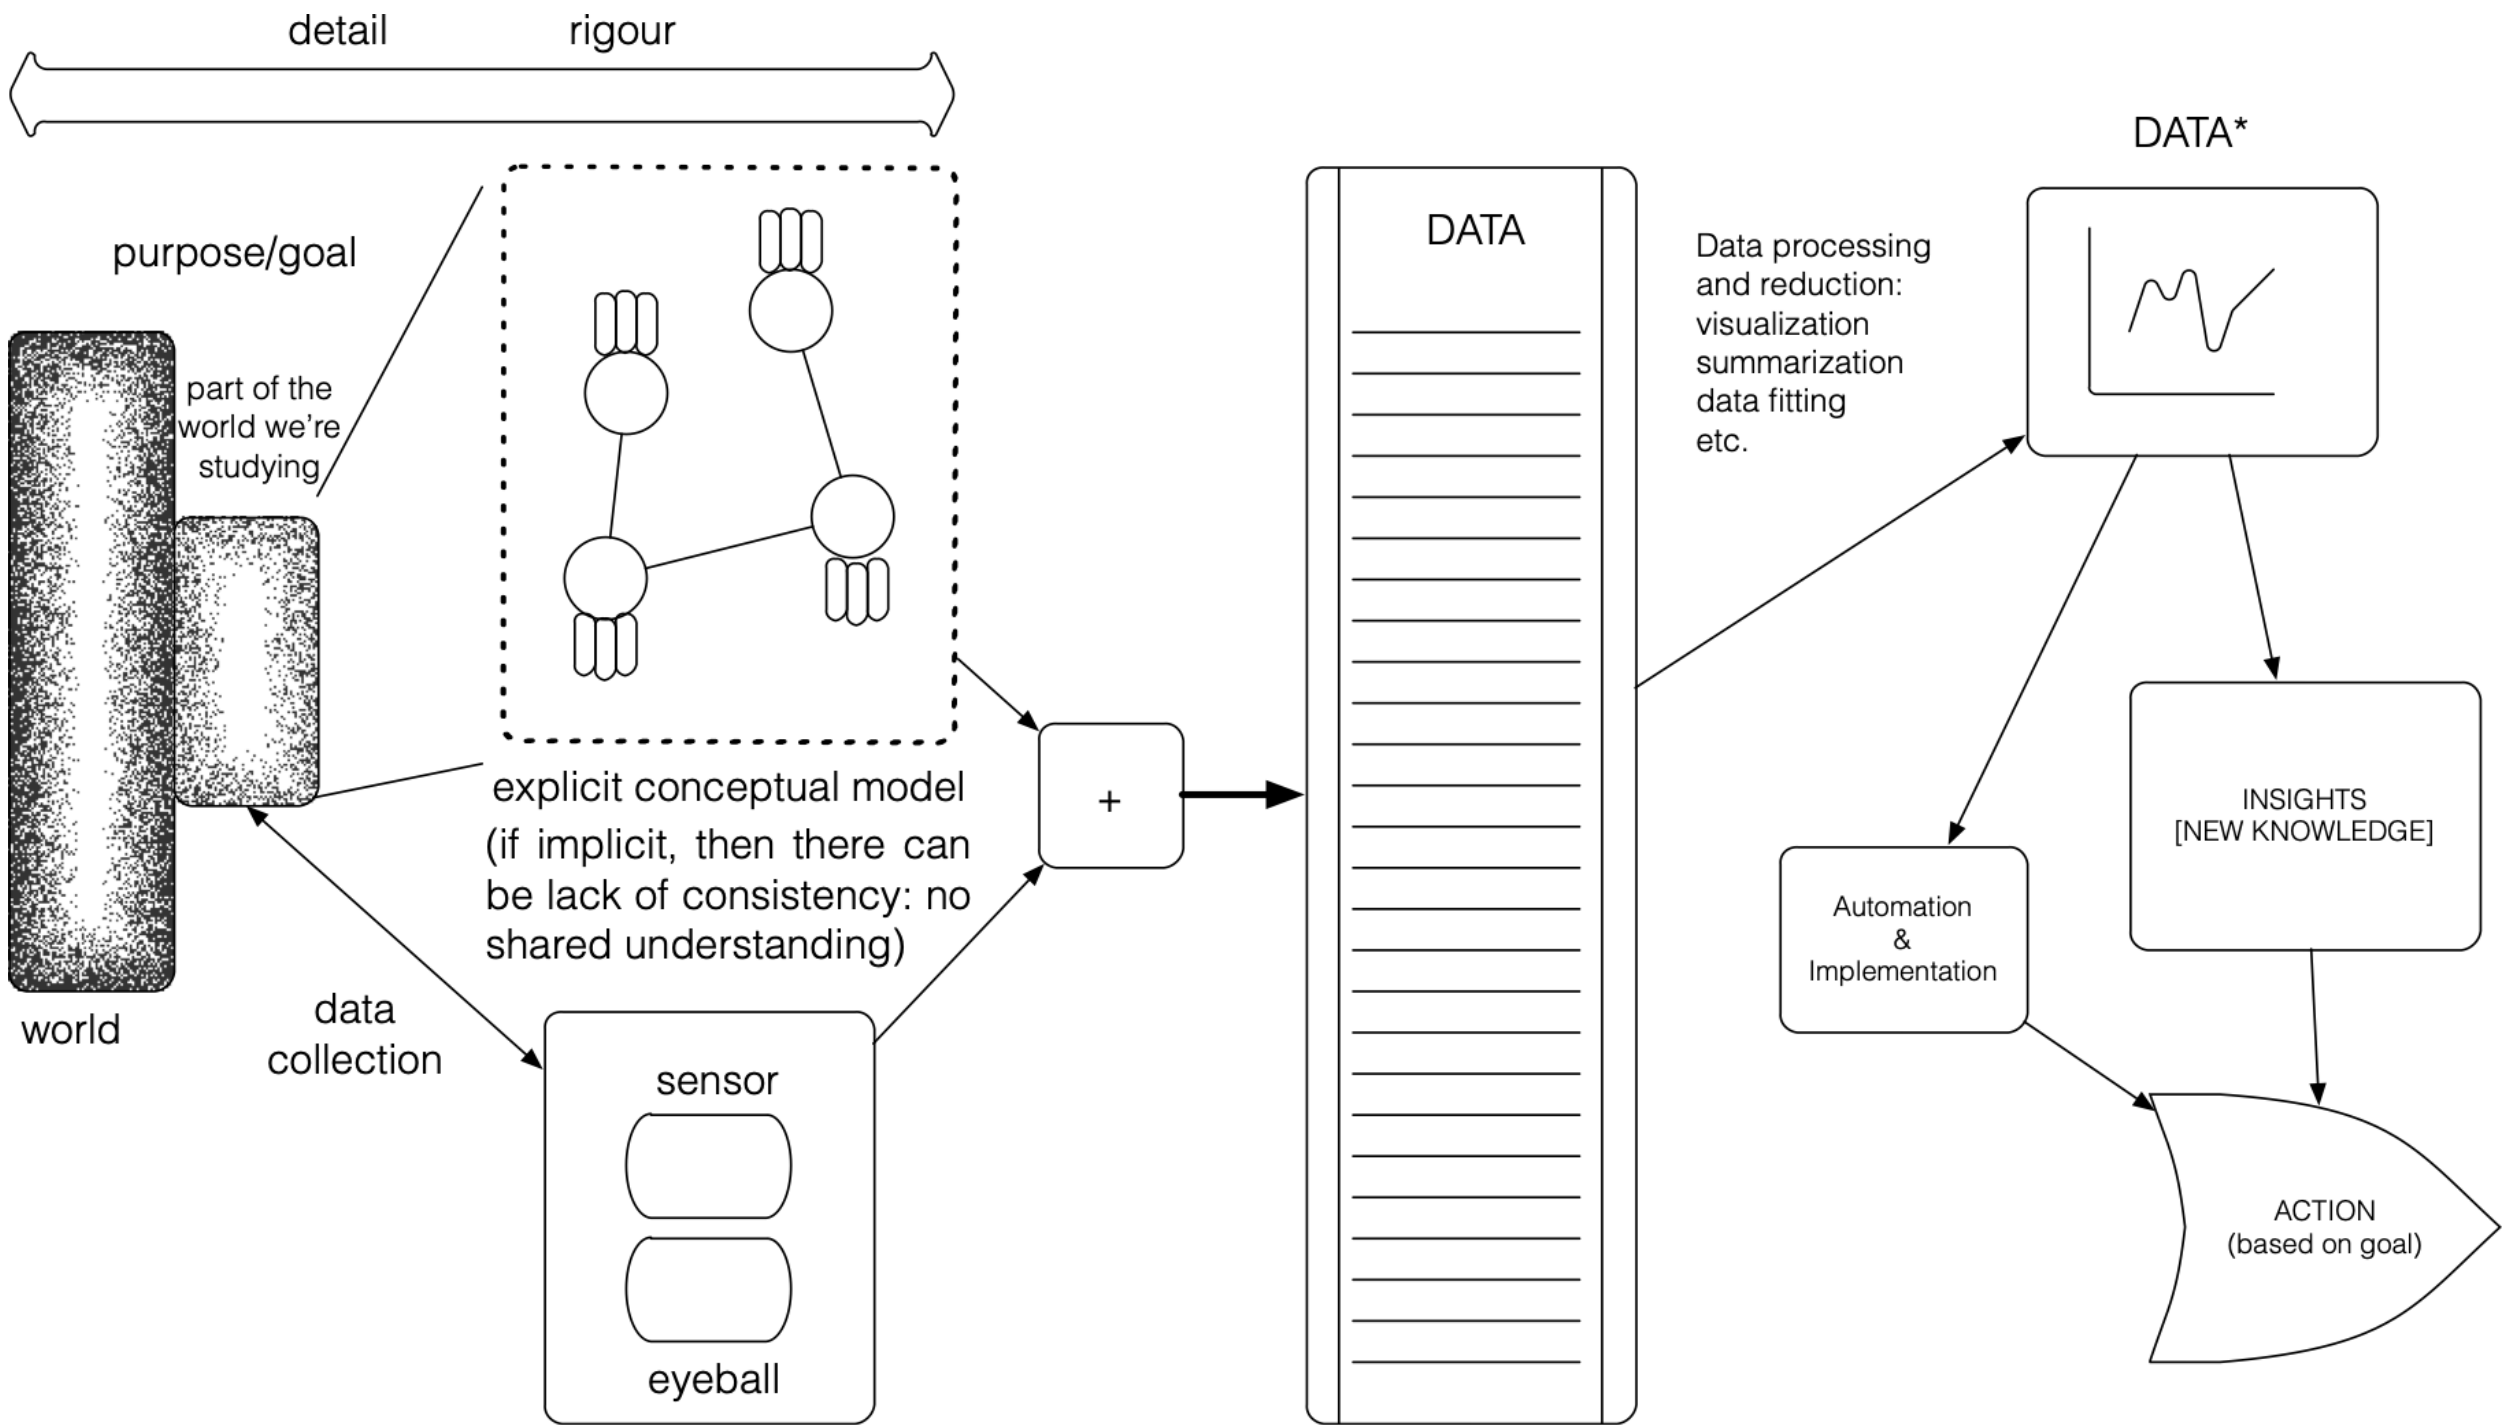 detail
rigour
purpose/goal
part of the
world we're
studying
world
data
collection
explicit conceptual model
(if implicit, then there can
be lack of consistency: no
shared understanding)
sensor
eyeball
+
DATA
Data processing
and reduction:
visualization
summarization
data fitting
etc.
DATA*
INSIGHTS
[NEW KNOWLEDGE]
Automation
&
Implementation
ACTION
(based on goal)